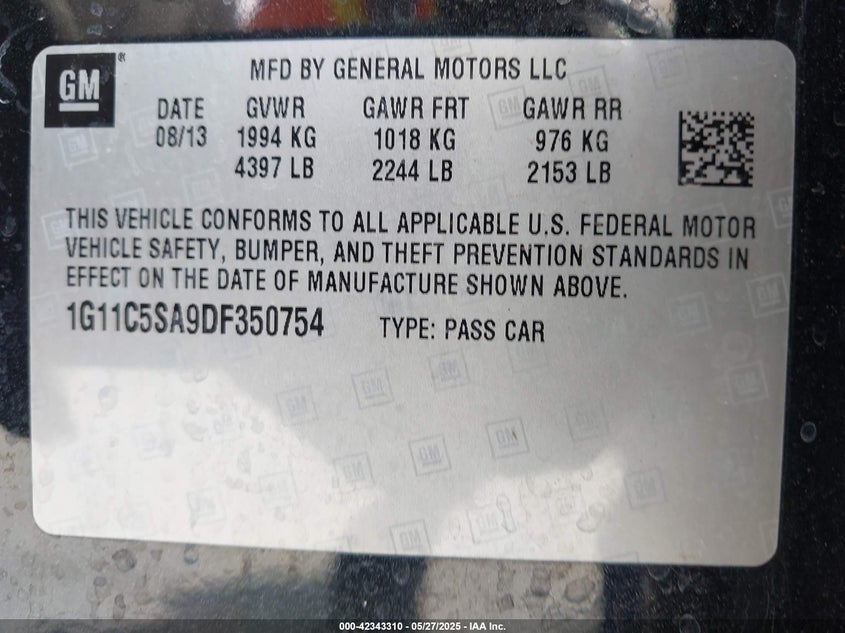 GM®
MFD BY GENERAL MOTORS LLC
DATE GVWR GAWR FRT GAWR RR
08/13 1994 KG 1018 KG 976 KG
4397 LB 2244 LB 2153 LB
THIS VEHICLE CONFORMS TO ALL APPLICABLE U.S. FEDERAL MOTOR
VEHICLE SAFETY, BUMPER, AND THEFT PREVENTION STANDARDS IN
EFFECT ON THE DATE OF MANUFACTURE SHOWN ABOVE.
1G11C5SA9DF350754 TYPE: PASS CAR
000-42343310 | 05/27/2025 | IAA Inc.